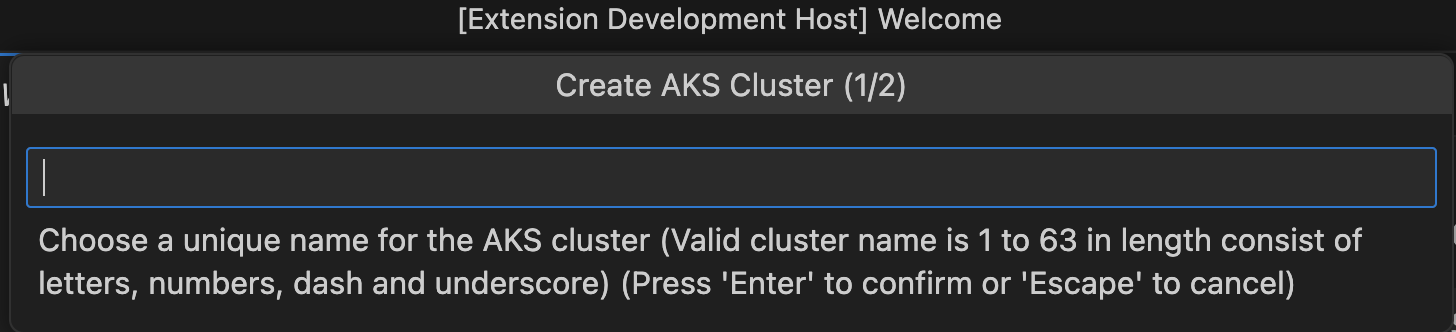 [Extension Development Host] Welcome
Create AKS Cluster (1/2)
Choose a unique name for the AKS cluster (Valid cluster name is 1 to 63 in length consist of
letters, numbers, dash and underscore) (Press 'Enter' to confirm or 'Escape' to cancel)